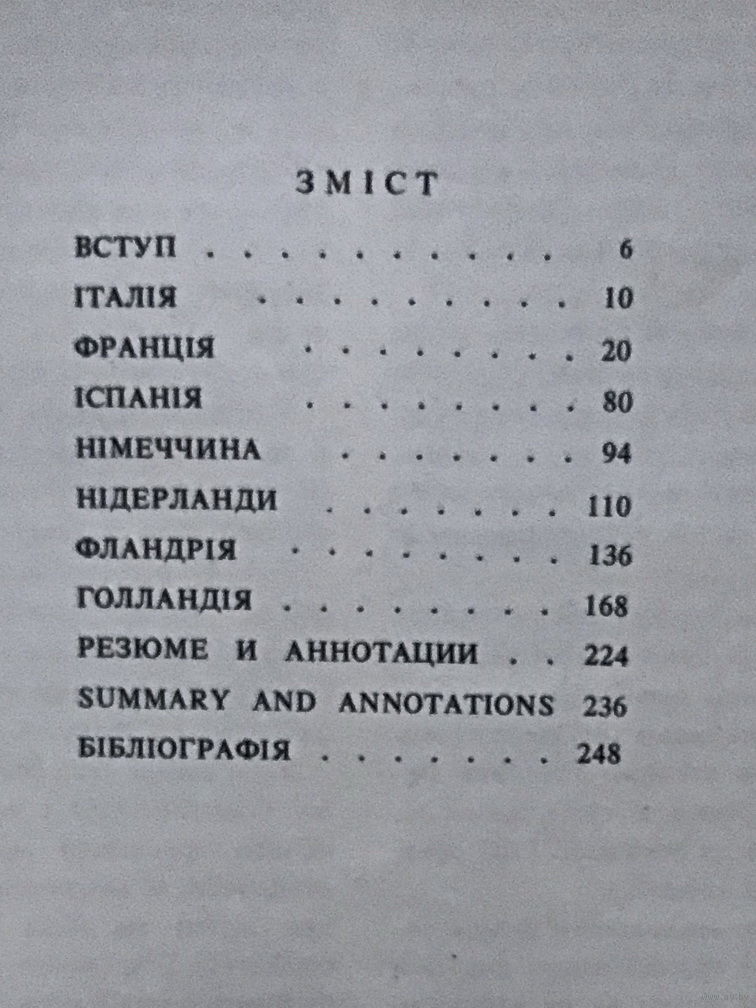 ЗМІСТ
ВСТУП . . . . . . . . . . 6
ІТАЛІЯ . . . . . . . . . 10
ФРАНЦІЯ . . . . . . . . 20
ІСПАНІЯ . . . . . . . . 80
НІМЕЧЧИНА . . . . . . . 94
НІДЕРЛАНДИ . . . . . . . 110
ФЛАНДРІЯ . . . . . . . . 136
ГОЛЛАНДІЯ . . . . . . . . 168
РЕЗЮМЕ И АННОТАЦИИ . . 224
SUMMARY AND ANNOTATIONS 236
БІБЛІОГРАФІЯ . . . . . . . 248